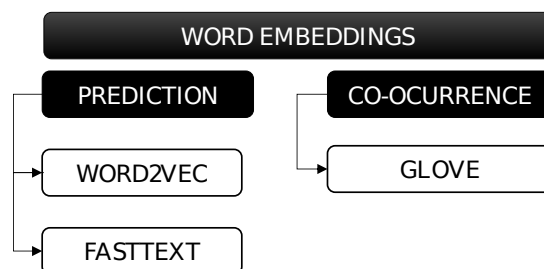 WORD EMBEDDINGS
PREDICTION
CO-OCURRENCE
WORD2VEC
GLOVE
FASTTEXT